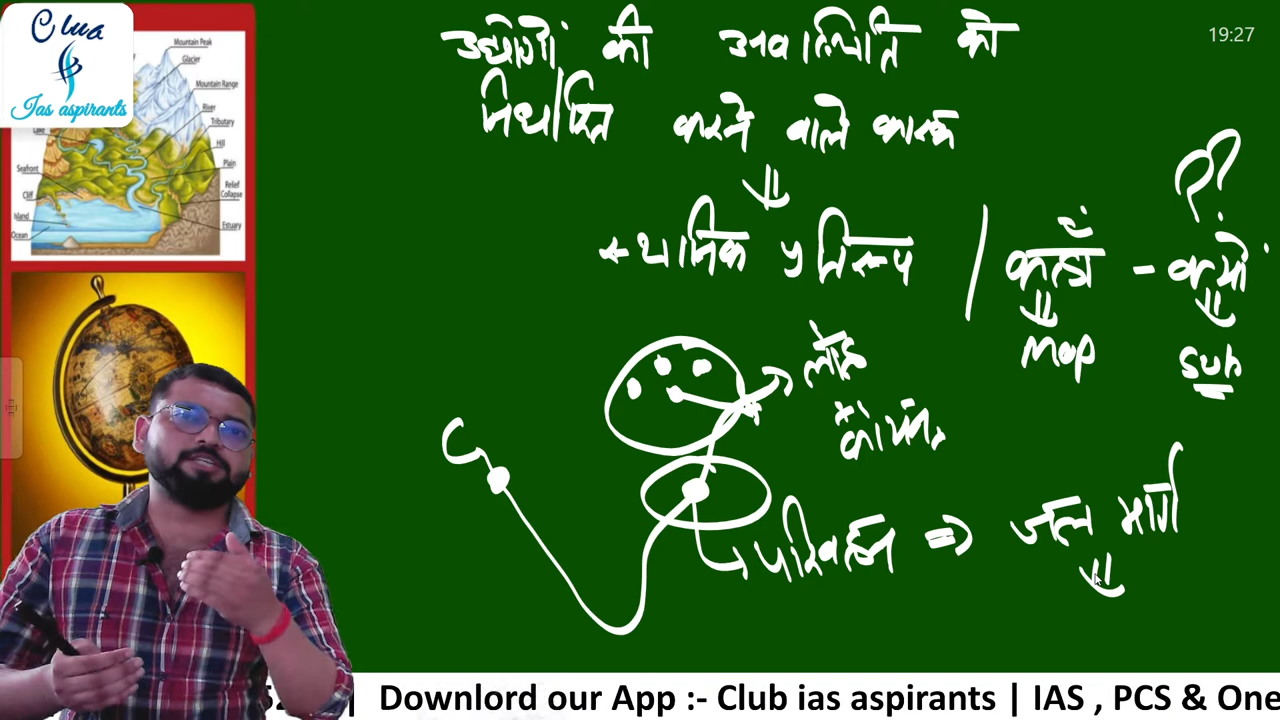 Clua
Ias aspirants
Mountain Peak
Glacier
Mountain Range
River
Tributary
Lake
Hill
Seafront
Plain
Cliff
Relief
Collapse
Island
Estuary
Ocean
19:27
उद्योगों की अवस्थिति को
निर्धारित करने वाले कारक
स्थानिक प्रतिरूप | कहाँ - क्यों
Map
Sub
लोह
कोयला
परिवहन ⇒ जल मार्ग
| Downlord our App :- Club ias aspirants | IAS , PCS & One